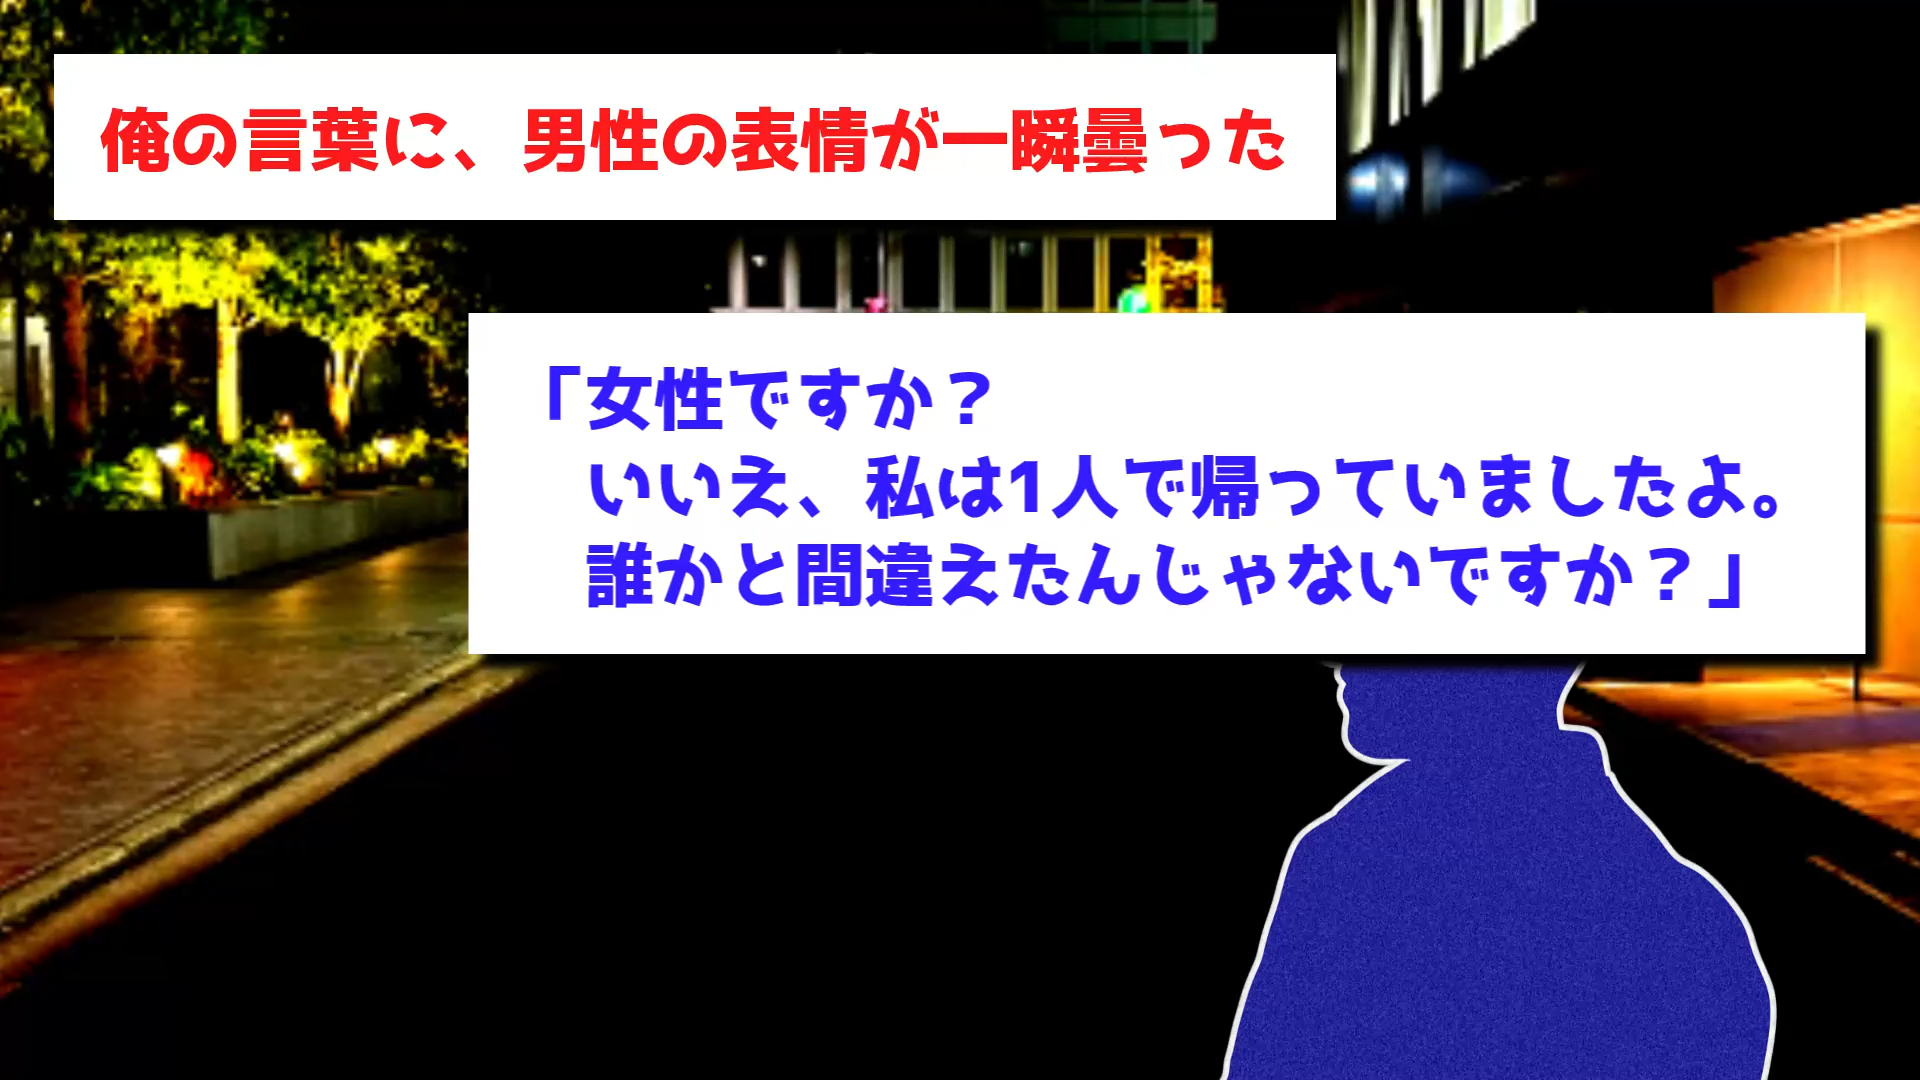 俺の言葉に、男性の表情が一瞬曇った
「女性ですか？
いいえ、私は1人で帰っていましたよ。
誰かと間違えたんじゃないですか？」